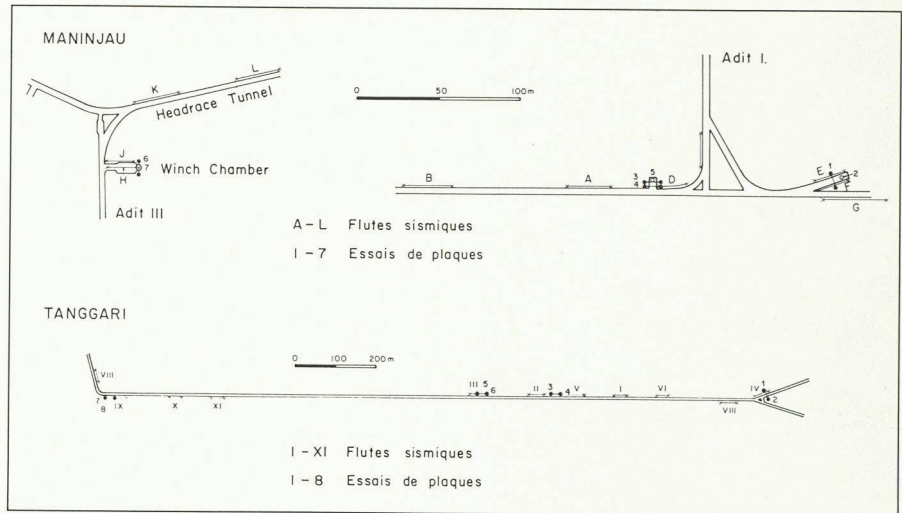 MANINJAU
Adit I.
L
K
Headrace Tunnel
0 50 100m
J
6
7
Winch Chamber
H
Adit III
B
A
3
4
5
D
E
1
2
F
G
A-L Flutes sismiques
1-7 Essais de plaques
TANGGARI
0 100 200m
VIII
7
8
IX
X
XI
III 5
6
II 3
4 V
I
VI
VIII
IV 1
2
I-XI Flutes sismiques
1-8 Essais de plaques